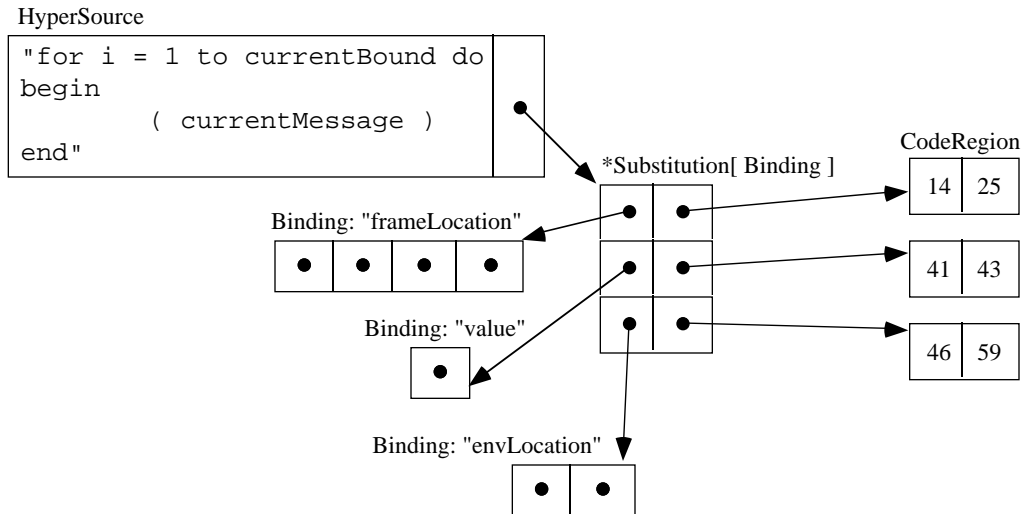 HyperSource
"for i = 1 to currentBound do
begin
( currentMessage )
end"
CodeRegion
*Substitution[ Binding ]
14 25
Binding: "frameLocation"
41 43
Binding: "value"
46 59
Binding: "envLocation"